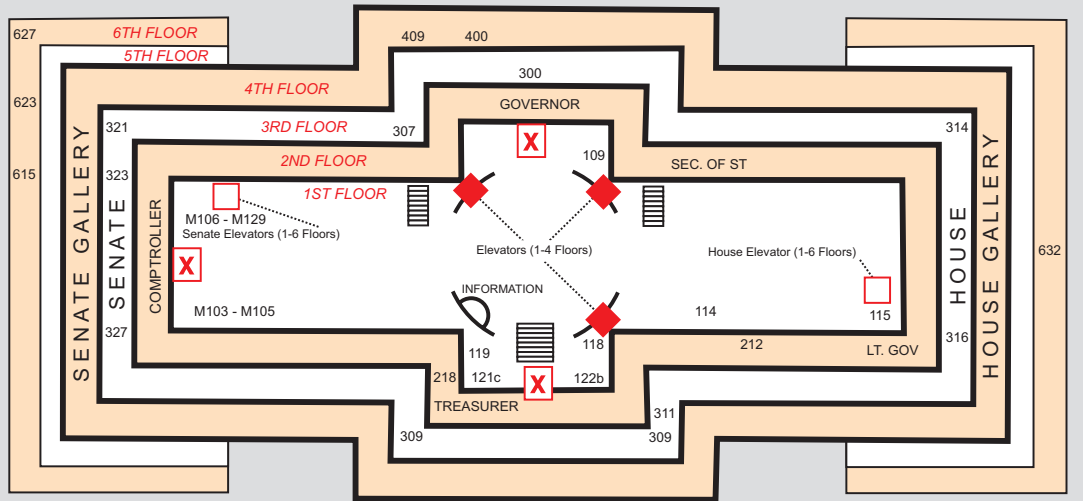 627
6TH FLOOR
5TH FLOOR
409 400
300
4TH FLOOR
623
GOVERNOR
321
3RD FLOOR
307
314
X
109
2ND FLOOR
SEC. OF ST
615
323
1ST FLOOR
M106 - M129
Senate Elevators (1-6 Floors)
SENATE GALLERY
SENATE
COMPTROLLER
X
Elevators (1-4 Floors)
House Elevator (1-6 Floors)
HOUSE
HOUSE GALLERY
632
INFORMATION
M103 - M105
114
115
327
316
119
118
212
LT. GOV
218
121c
X
122b
TREASURER
311
309
309